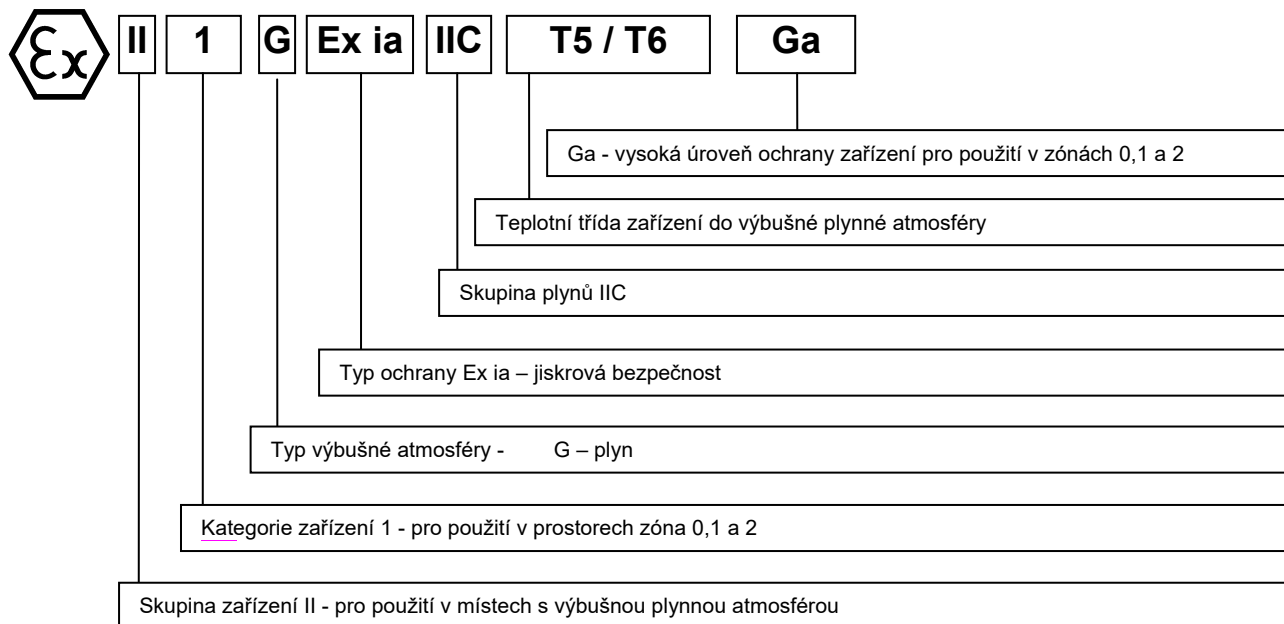 Ex II 1 G Ex ia IIC T5 / T6 Ga
Ga - vysoká úroveň ochrany zařízení pro použití v zónách 0,1 a 2
Teplotní třída zařízení do výbušné plynné atmosféry
Skupina plynů IIC
Typ ochrany Ex ia – jiskrová bezpečnost
Typ výbušné atmosféry - G – plyn
Kategorie zařízení 1 - pro použití v prostorech zóna 0,1 a 2
Skupina zařízení II - pro použití v místech s výbušnou plynnou atmosférou